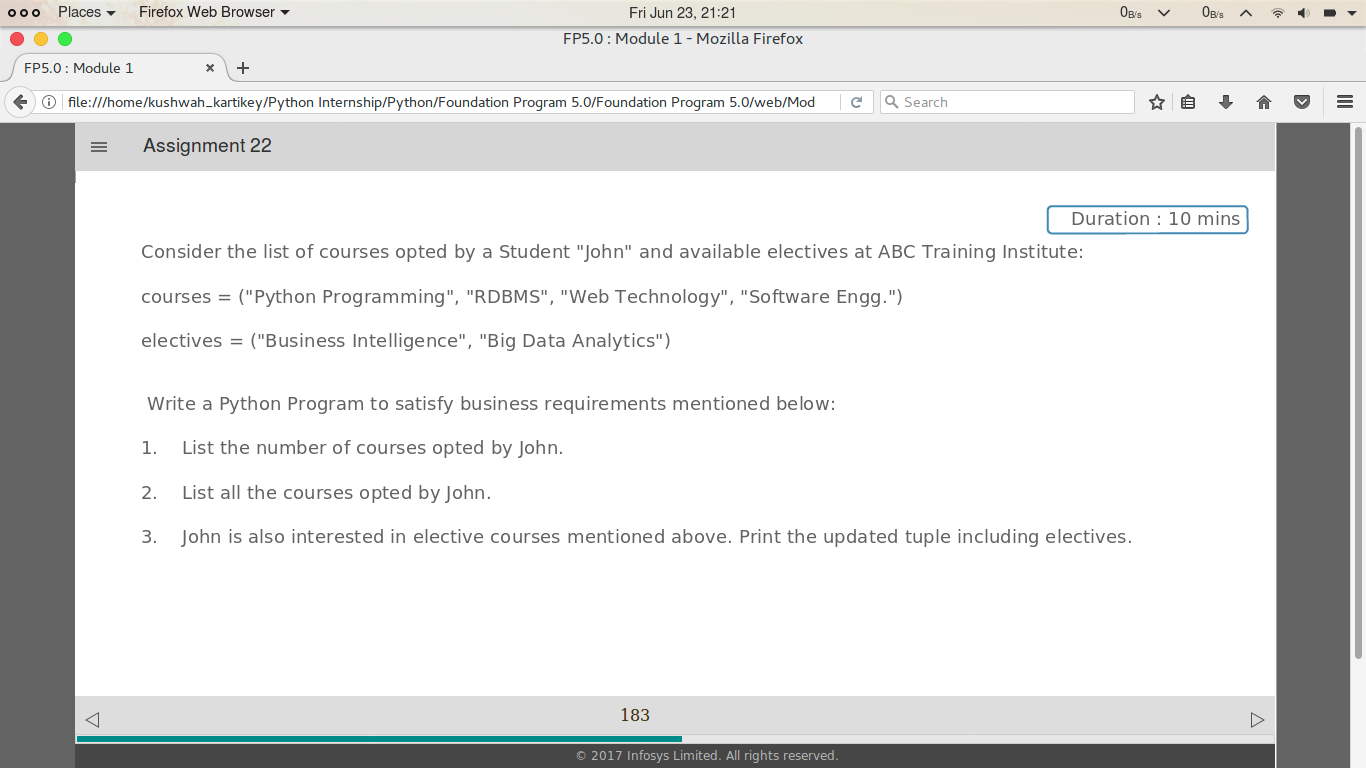 Places
Firefox Web Browser
Fri Jun 23, 21:21
0B/s
0B/s
FP5.0 : Module 1 - Mozilla Firefox
FP5.0 : Module 1
file:///home/kushwah_kartikey/Python Internship/Python/Foundation Program 5.0/Foundation Program 5.0/web/Mod
Search
Assignment 22
Duration : 10 mins
Consider the list of courses opted by a Student "John" and available electives at ABC Training Institute:
courses = ("Python Programming", "RDBMS", "Web Technology", "Software Engg.")
electives = ("Business Intelligence", "Big Data Analytics")
Write a Python Program to satisfy business requirements mentioned below:
1. List the number of courses opted by John.
2. List all the courses opted by John.
3. John is also interested in elective courses mentioned above. Print the updated tuple including electives.
183
© 2017 Infosys Limited. All rights reserved.